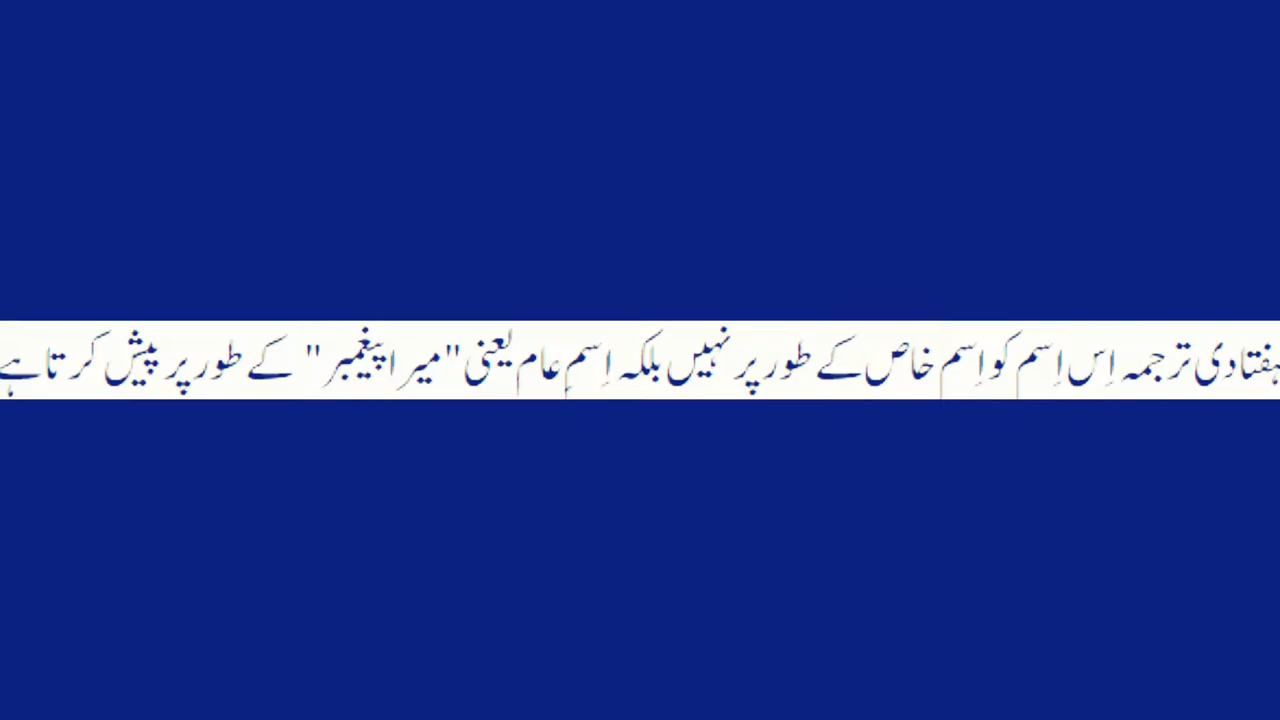 ہفتادی ترجمہ اِس اِسم کو اِسم خاص کے طور پر نہیں بلکہ اِسمِ عام یعنی "میرا پیغمبر" کے طور پر پیش کرتا ہے